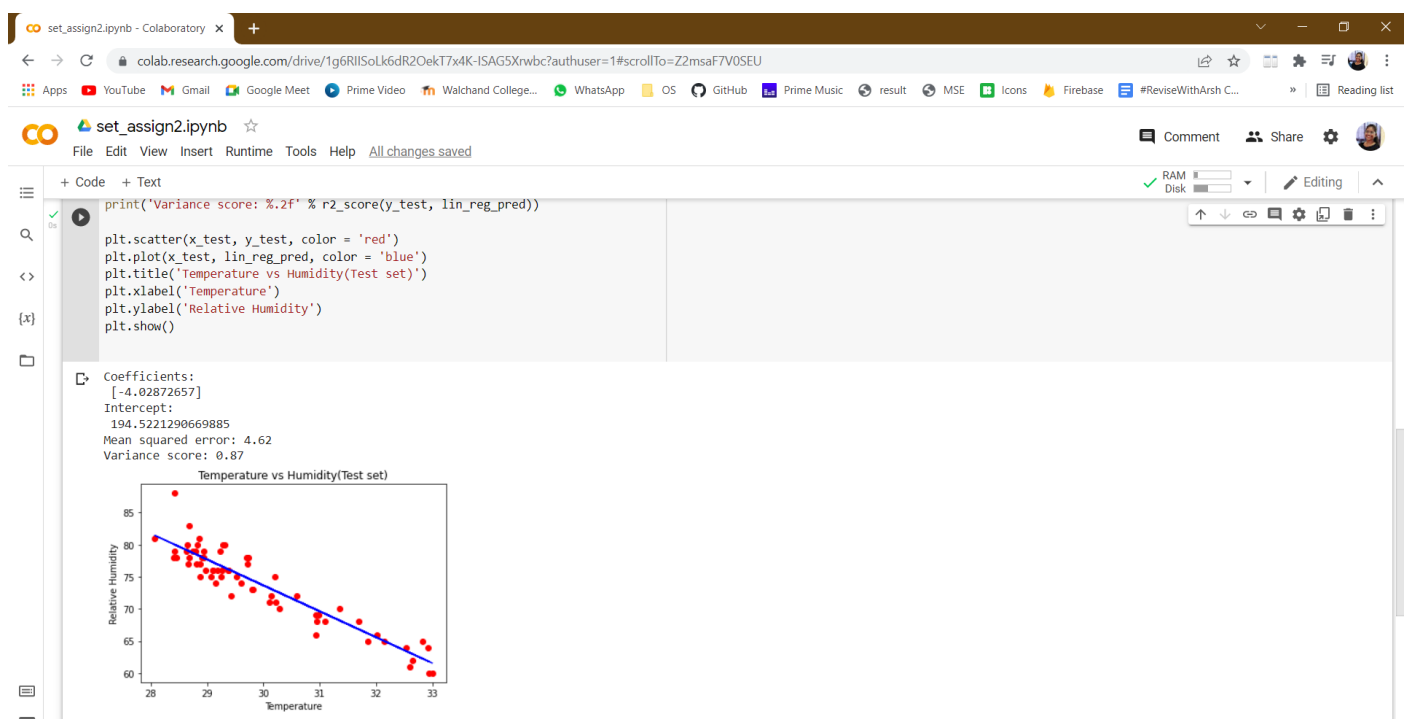 set_assign2.ipynb - Colaboratory
colab.research.google.com/drive/1g6RIISoLk6dR2OekT7x4K-ISAG5Xrwbc?authuser=1#scrollTo=Z2msaF7V0SEU
Apps YouTube Gmail Google Meet Prime Video Walchand College... WhatsApp OS GitHub Prime Music result MSE Icons Firebase #ReviseWithArsh C... » Reading list
CO set_assign2.ipynb Comment Share
File Edit View Insert Runtime Tools Help All changes saved
+ Code + Text RAM Disk Editing
print('Variance score: %.2f' % r2_score(y_test, lin_reg_pred))
0s
plt.scatter(x_test, y_test, color = 'red')
plt.plot(x_test, lin_reg_pred, color = 'blue')
plt.title('Temperature vs Humidity(Test set)')
plt.xlabel('Temperature')
plt.ylabel('Relative Humidity')
plt.show()
{x}
Coefficients:
[-4.02872657]
Intercept:
194.5221290669885
Mean squared error: 4.62
Variance score: 0.87
Temperature vs Humidity(Test set)
Relative Humidity
85
80
75
70
65
60
28 29 30 31 32 33
Temperature